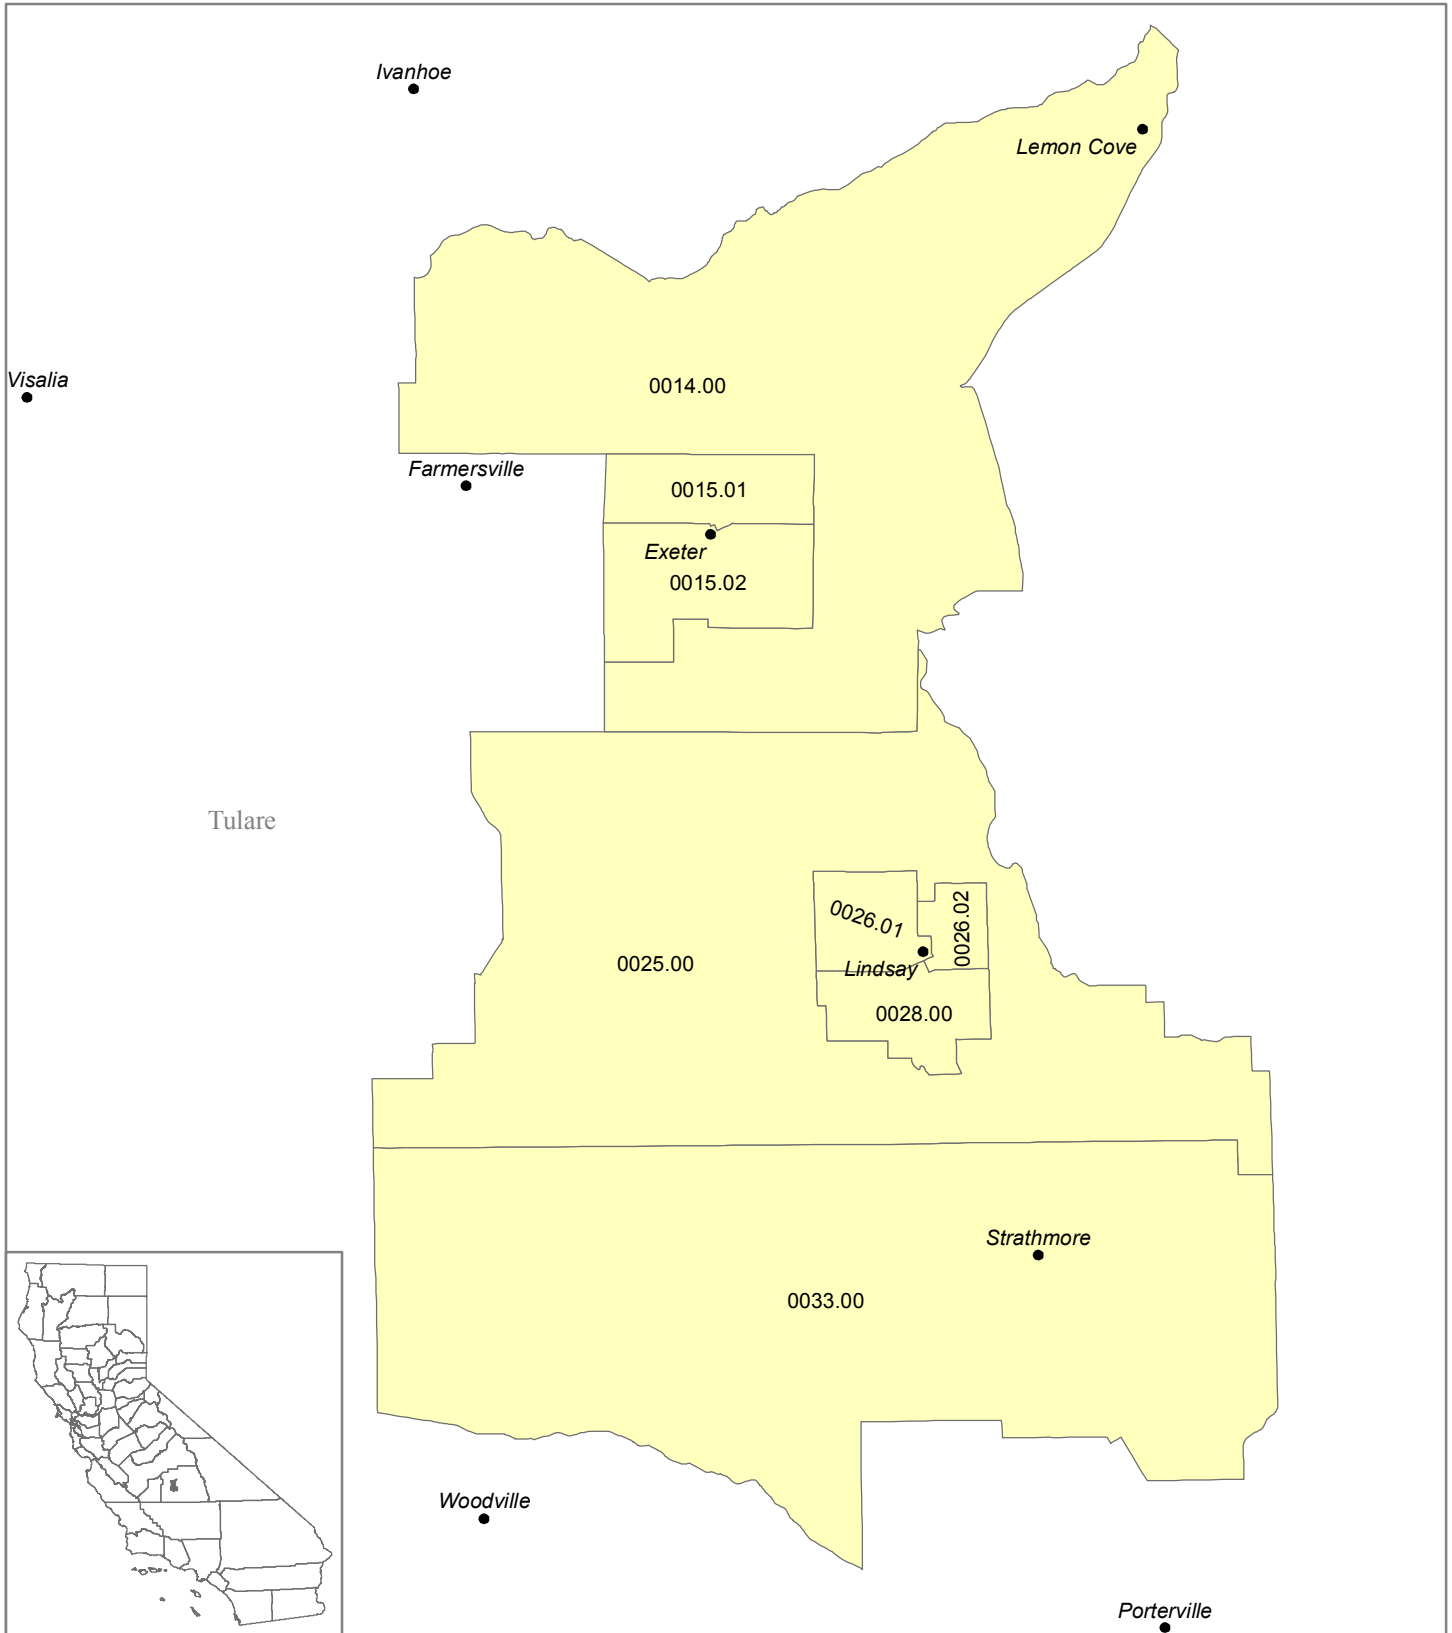 Ivanhoe
Lemon Cove
Visalia
0014.00
Farmersville
0015.01
Exeter
0015.02
Tulare
0026.01
0026.02
0025.00
Lindsay
0028.00
Strathmore
0033.00
Woodville
Porterville